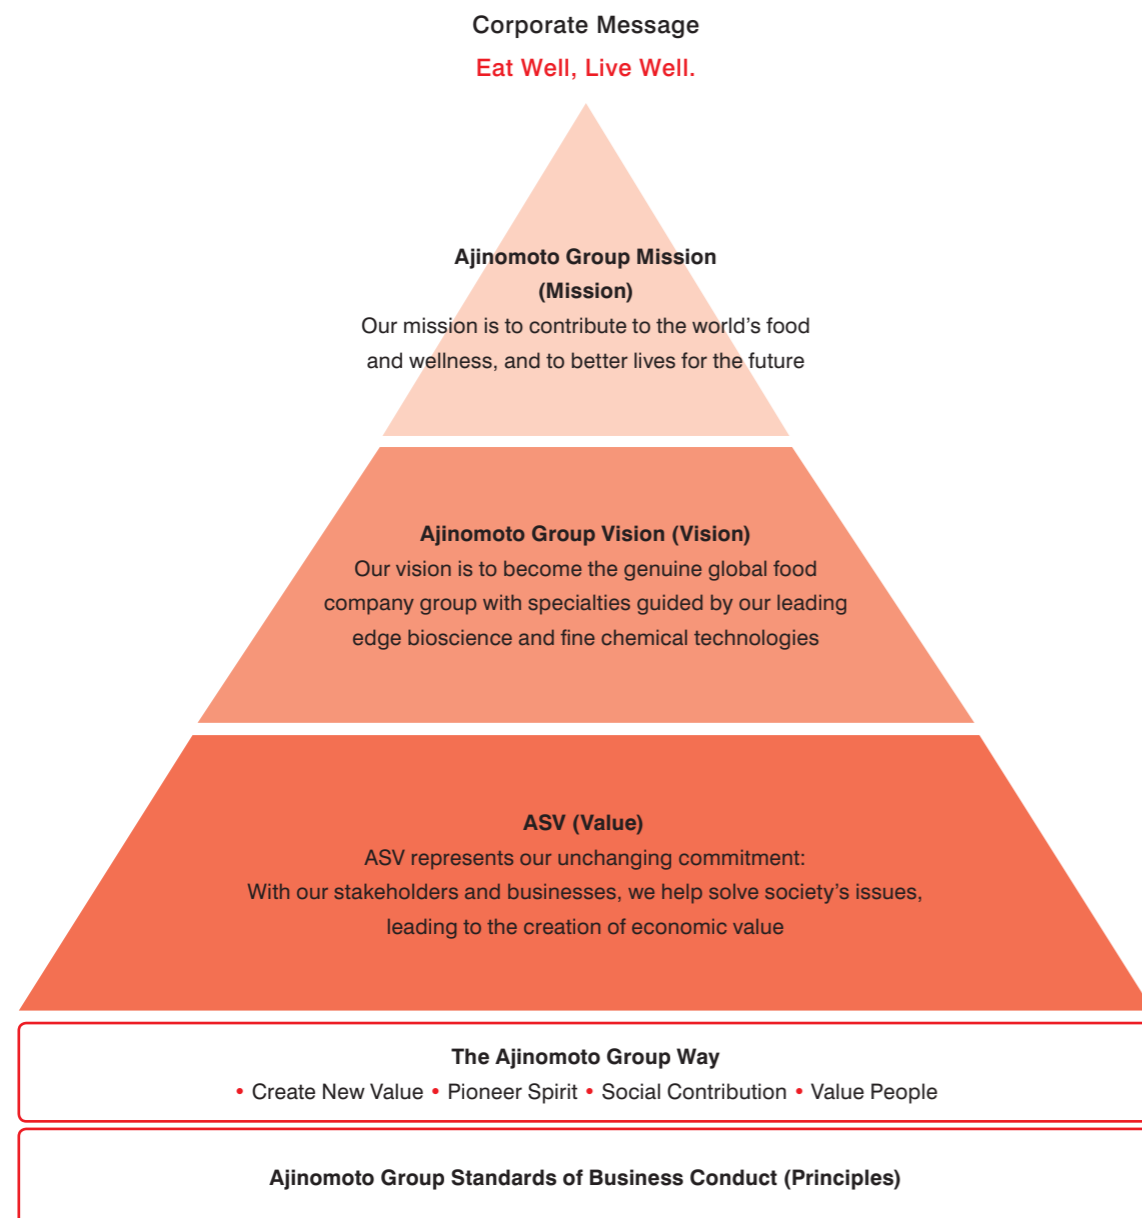 Corporate Message
Eat Well, Live Well.
Ajinomoto Group Mission
(Mission)
Our mission is to contribute to the world’s food
and wellness, and to better lives for the future
Ajinomoto Group Vision (Vision)
Our vision is to become the genuine global food
company group with specialties guided by our leading
edge bioscience and fine chemical technologies
ASV (Value)
ASV represents our unchanging commitment:
With our stakeholders and businesses, we help solve society’s issues,
leading to the creation of economic value
The Ajinomoto Group Way
• Create New Value • Pioneer Spirit • Social Contribution • Value People
Ajinomoto Group Standards of Business Conduct (Principles)